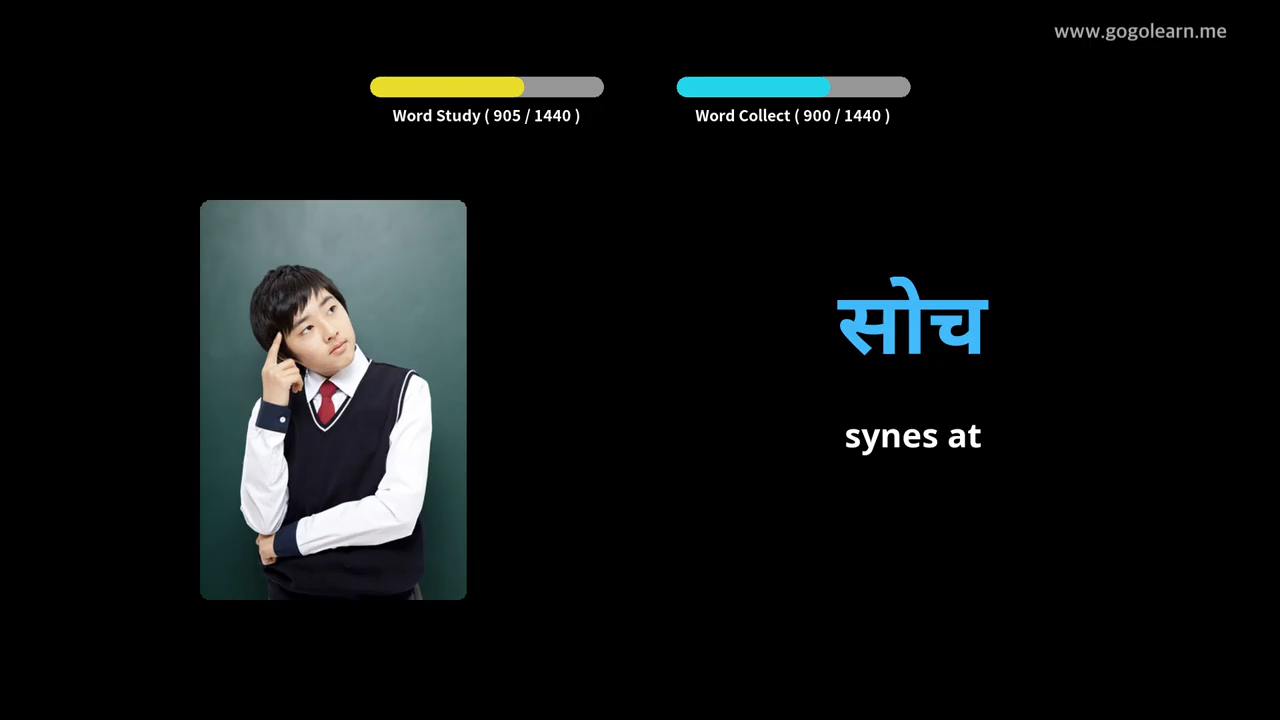 www.gogolearn.me
Word Study ( 905 / 1440 )
Word Collect ( 900 / 1440 )
सोच
synes at